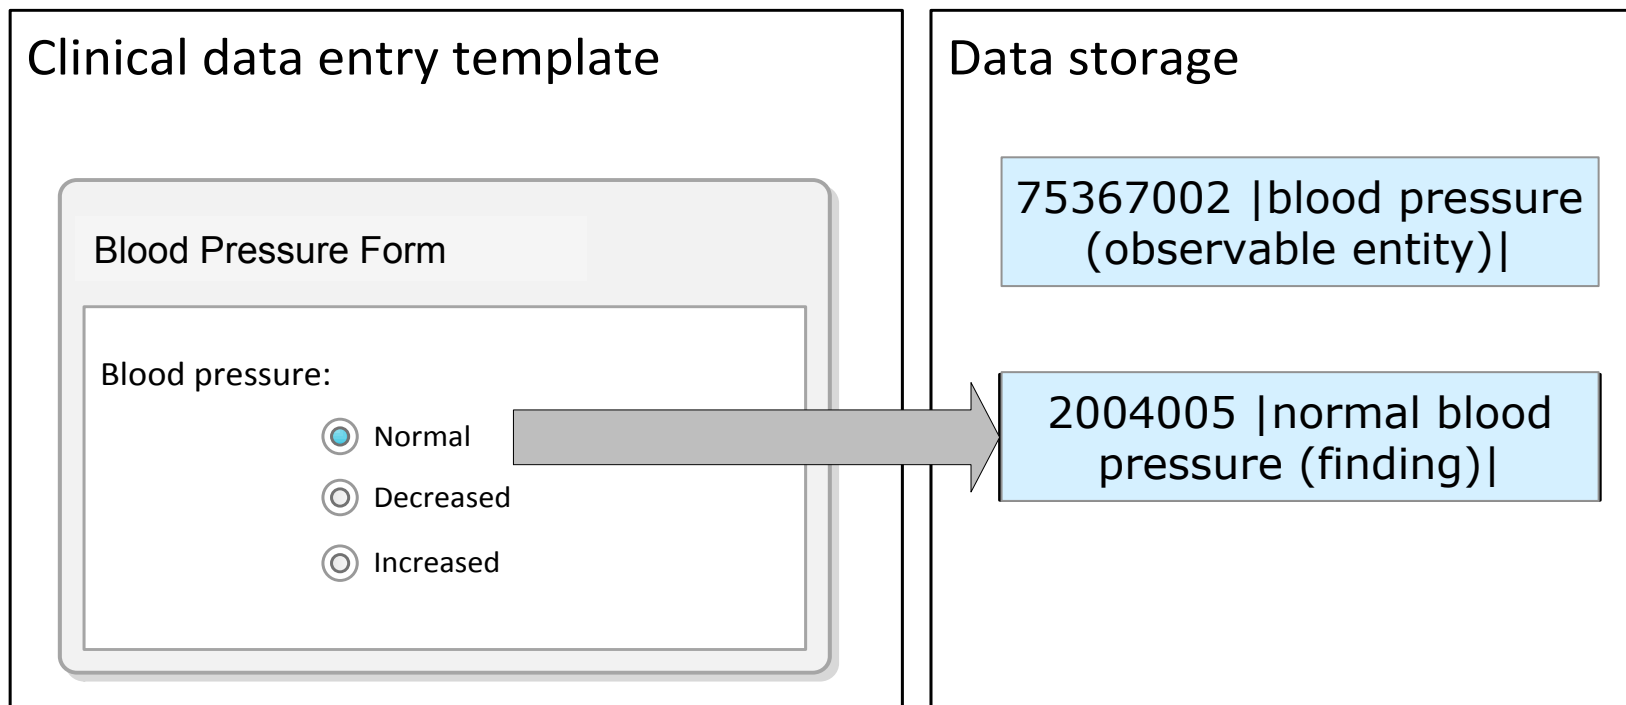 Clinical data entry template
Blood Pressure Form
Blood pressure:
Normal
Decreased
Increased
Data storage
75367002 |blood pressure
(observable entity)|
2004005 |normal blood
pressure (finding)|